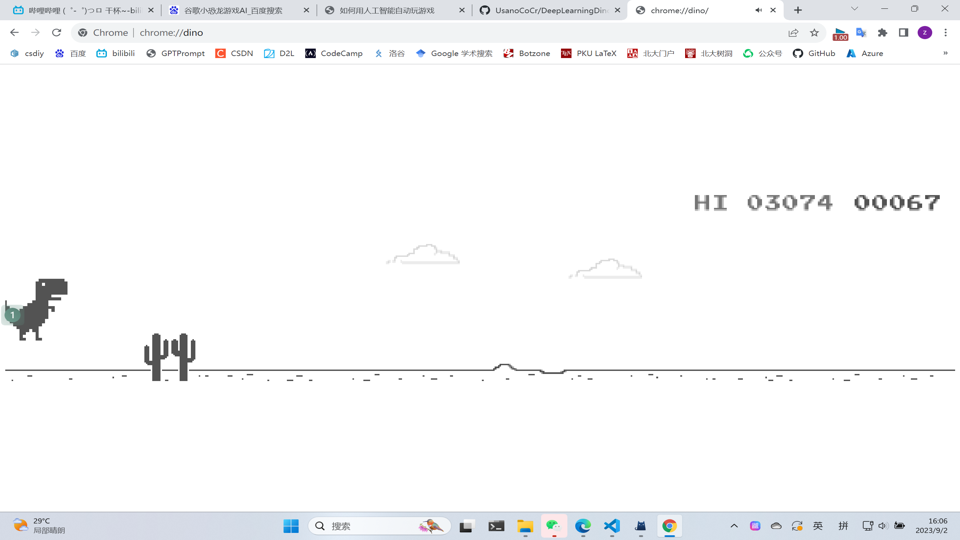 哔哩哔哩 (゜-゜)つロ 干杯~-bili
谷歌小恐龙游戏AI_百度搜索
如何用人工智能自动玩游戏
UsanoCoCr/DeepLearningDin
chrome://dino/
Chrome | chrome://dino
1.00
z
csdiy
百度
bilibili
GPTPrompt
CSDN
D2L
CodeCamp
洛谷
Google 学术搜索
Botzone
PKU LaTeX
北大门户
北大树洞
公众号
GitHub
Azure
»
HI 03074 00067
1
29°C
局部晴朗
搜索
英
拼
16:06
2023/9/2